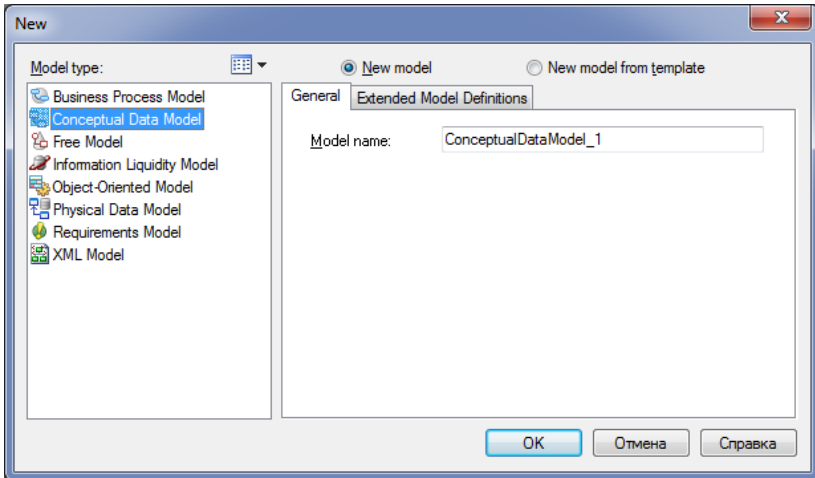 New
Model type:
New model
New model from template
Business Process Model
Conceptual Data Model
Free Model
Information Liquidity Model
Object-Oriented Model
Physical Data Model
Requirements Model
XML Model
General
Extended Model Definitions
Model name:
ConceptualDataModel_1
OK
Отмена
Справка